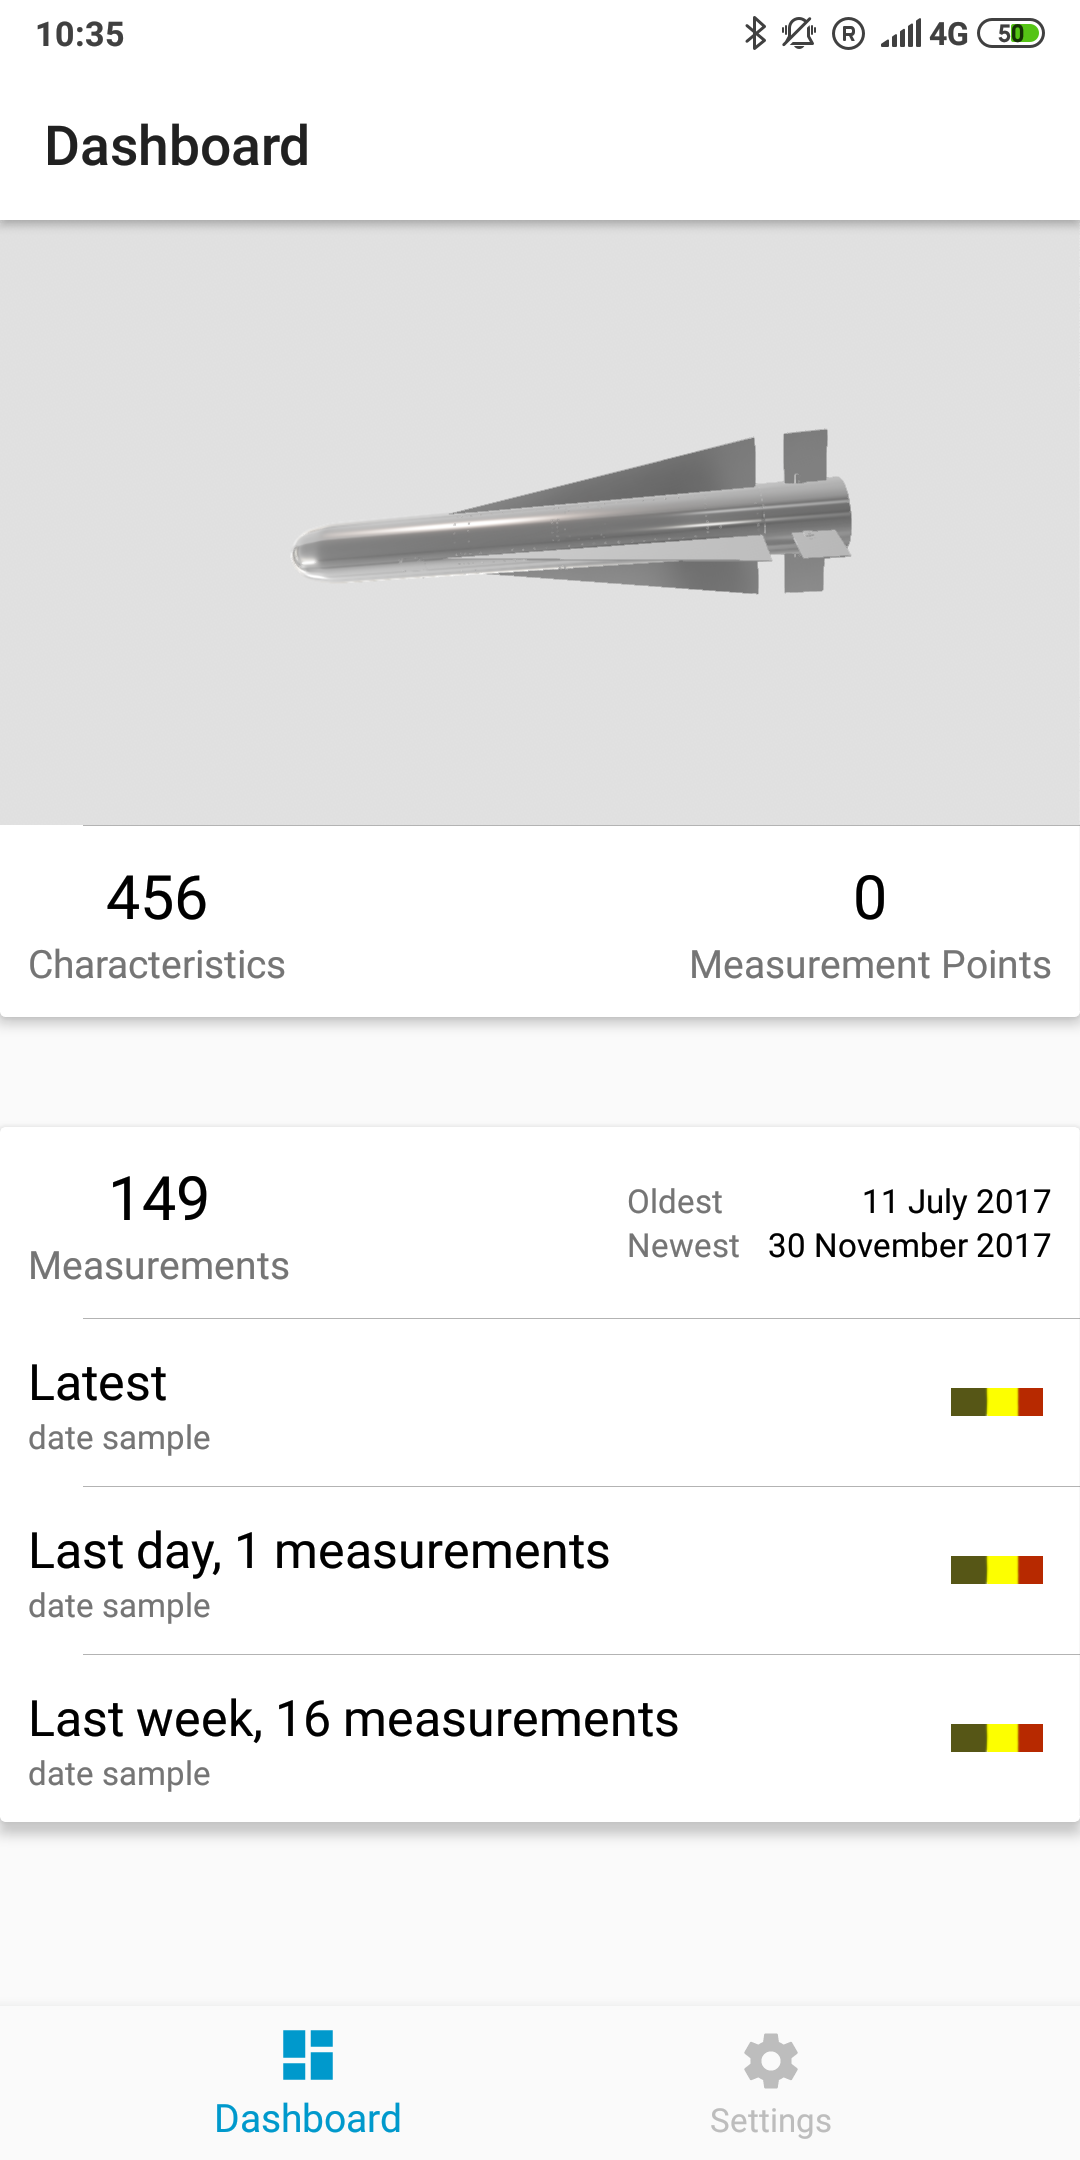 10:35
R 4G 50
Dashboard
456
Characteristics
0
Measurement Points
149
Measurements
Oldest 11 July 2017
Newest 30 November 2017
Latest
date sample
Last day, 1 measurements
date sample
Last week, 16 measurements
date sample
Dashboard
Settings